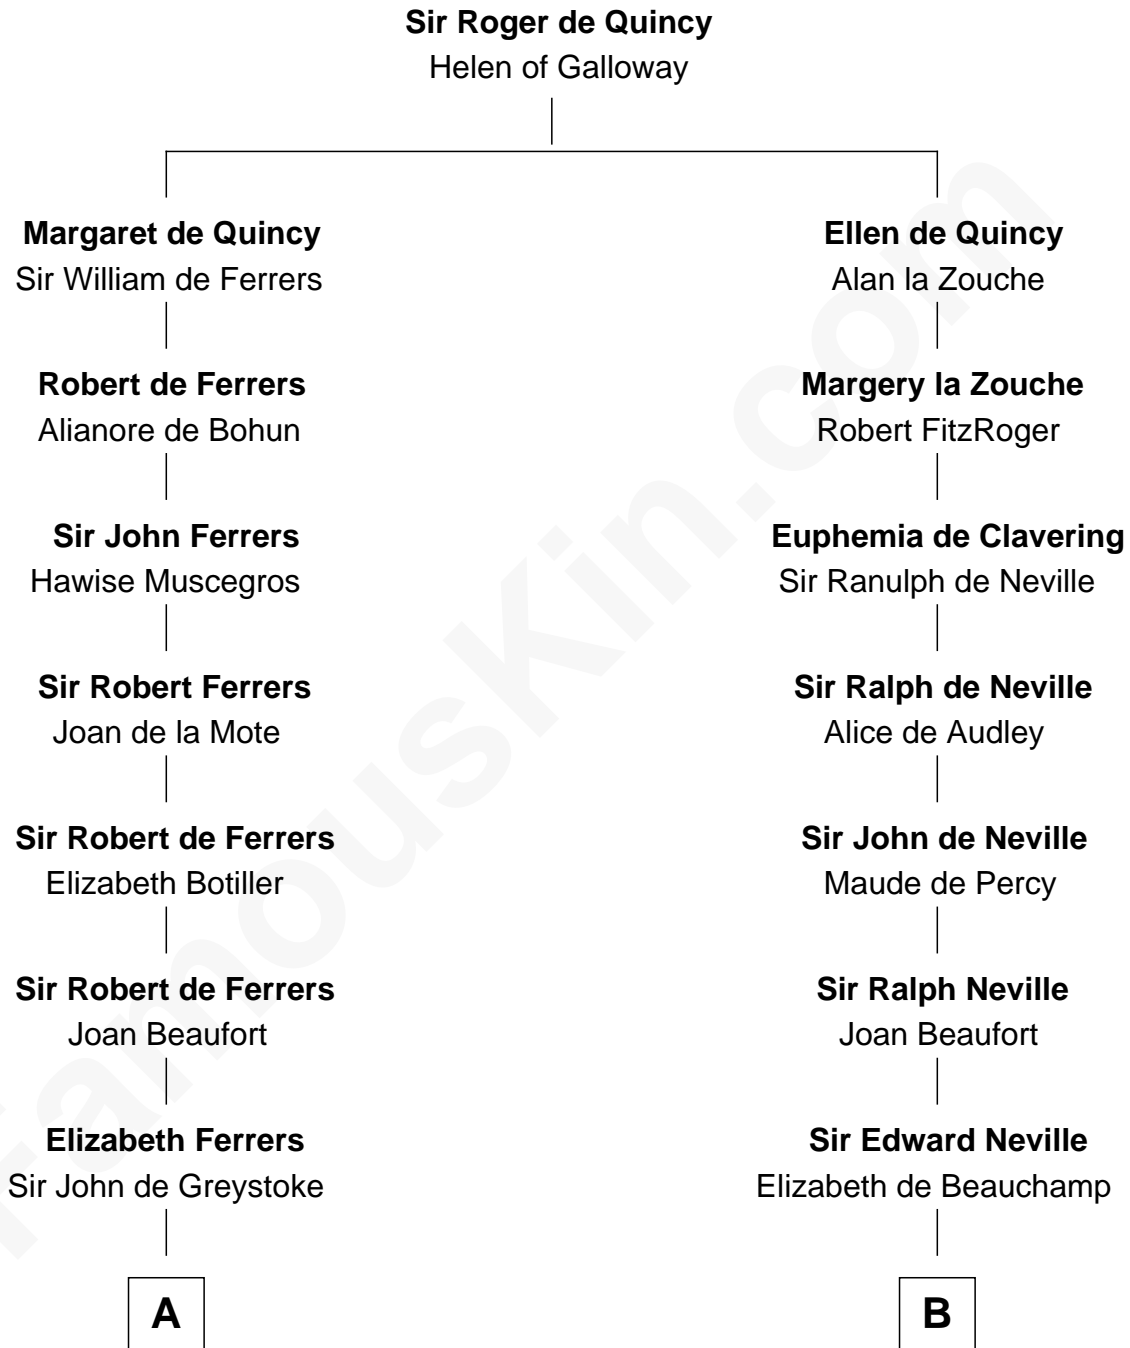 Sir Roger de Quincy
Helen of Galloway
Margaret de Quincy
Sir William de Ferrers
Ellen de Quincy
Alan la Zouche
Robert de Ferrers
Alianore de Bohun
Margery la Zouche
Robert FitzRoger
Sir John Ferrers
Hawise Muscegros
Euphemia de Clavering
Sir Ranulph de Neville
Sir Robert Ferrers
Joan de la Mote
Sir Ralph de Neville
Alice de Audley
Sir Robert de Ferrers
Elizabeth Botiller
Sir John de Neville
Maude de Percy
Sir Robert de Ferrers
Joan Beaufort
Sir Ralph Neville
Joan Beaufort
Elizabeth Ferrers
Sir John de Greystoke
Sir Edward Neville
Elizabeth de Beauchamp
A
B
FamousKin.com